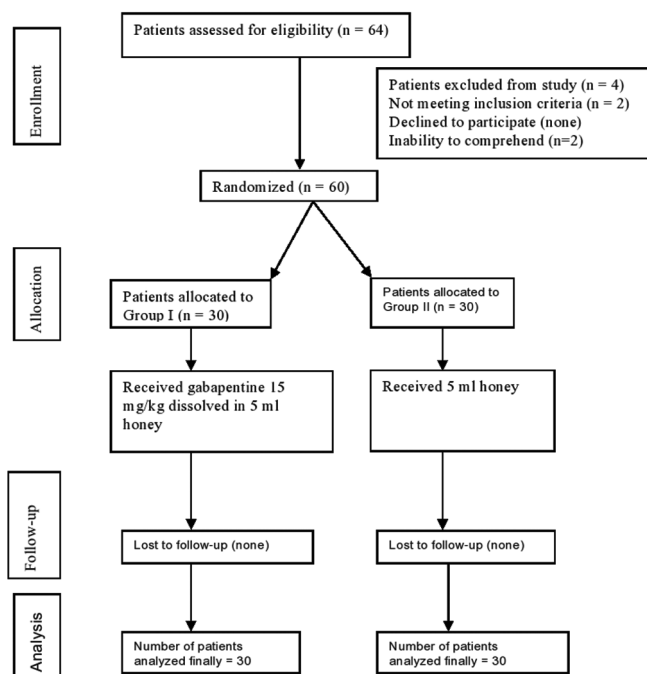 Patients assessed for eligibility (n = 64)
Enrollment
Patients excluded from study (n = 4)
Not meeting inclusion criteria (n = 2)
Declined to participate (none)
Inability to comprehend (n=2)
Randomized (n = 60)
Allocation
Patients allocated to
Group I (n = 30)
Patients allocated to
Group II (n = 30)
Received gabapentine 15
mg/kg dissolved in 5 ml
honey
Received 5 ml honey
Follow-up
Lost to follow-up (none)
Lost to follow-up (none)
Analysis
Number of patients
analyzed finally = 30
Number of patients
analyzed finally = 30